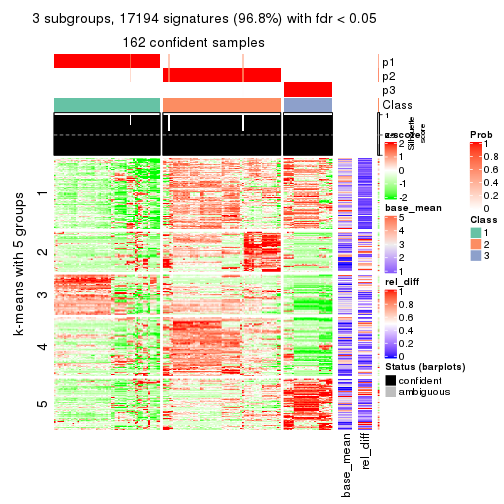 3 subgroups, 17194 signatures (96.8%) with fdr < 0.05
162 confident samples
p1
p2
p3
Class
1
Silhouette
score
k-means with 5 groups
1
2
3
4
5
base_mean
rel_diff
z-score
2
1
0
-1
-2
base_mean
5
4
3
2
1
rel_diff
1
0.8
0.6
0.4
0.2
0
Status (barplots)
confident
ambiguous
Prob
1
0.8
0.6
0.4
0.2
0
Class
1
2
3